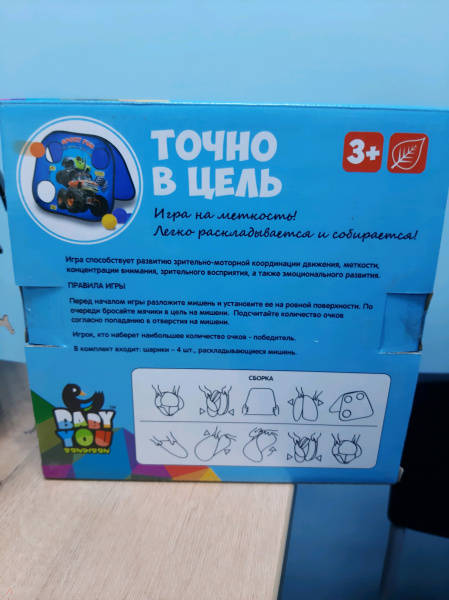 ТОЧНО
В ЦЕЛЬ
3+
Игра на меткость!
Легко раскладывается и собирается!
Игра способствует развитию зрительно-моторной координации движения, меткости,
концентрации внимания, зрительного восприятия, а также эмоционального развития.
ПРАВИЛА ИГРЫ
Перед началом игры разложите мишень и установите ее на ровной поверхности. По
очереди бросайте мячики в цель на мишени. Подсчитайте количество очков
согласно попаданию в отверстия на мишени.
Игрок, кто наберет наибольшее количество очков - победитель.
В комплект входит: шарики – 4 шт., раскладывающиеся мишень.
СБОРКА
BABY
YOU
BONDIBON